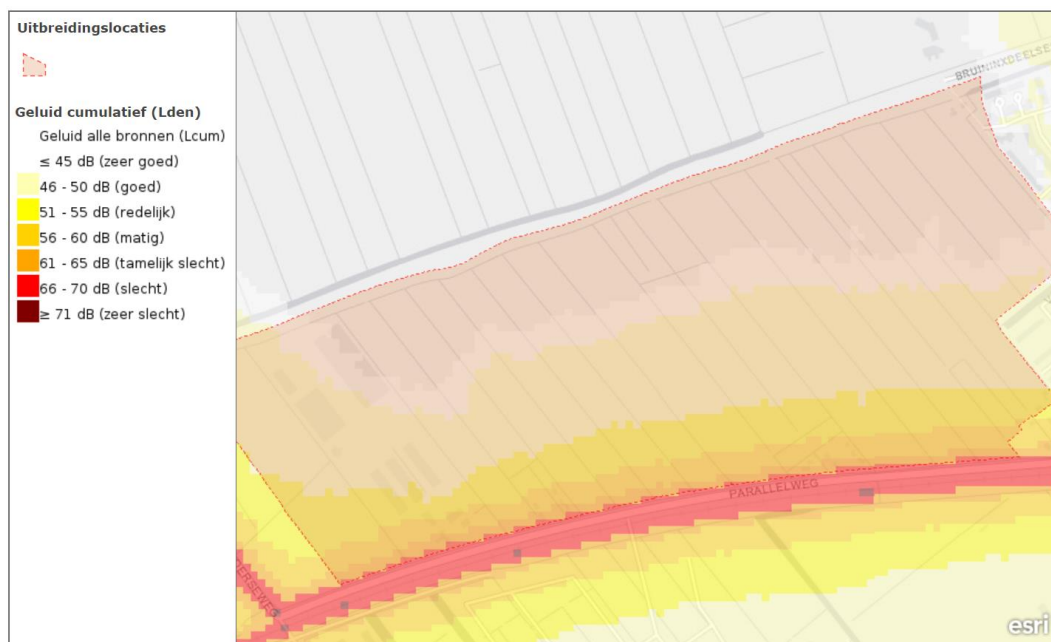 Uitbreidingslocaties
Geluid cumulatief (Lden)
Geluid alle bronnen (Lcum)
≤ 45 dB (zeer goed)
46 - 50 dB (goed)
51 - 55 dB (redelijk)
56 - 60 dB (matig)
61 - 65 dB (tamelijk slecht)
66 - 70 dB (slecht)
≥ 71 dB (zeer slecht)
BRUININXDEELSE
PARALLELWEG
DERSEWEG
esri